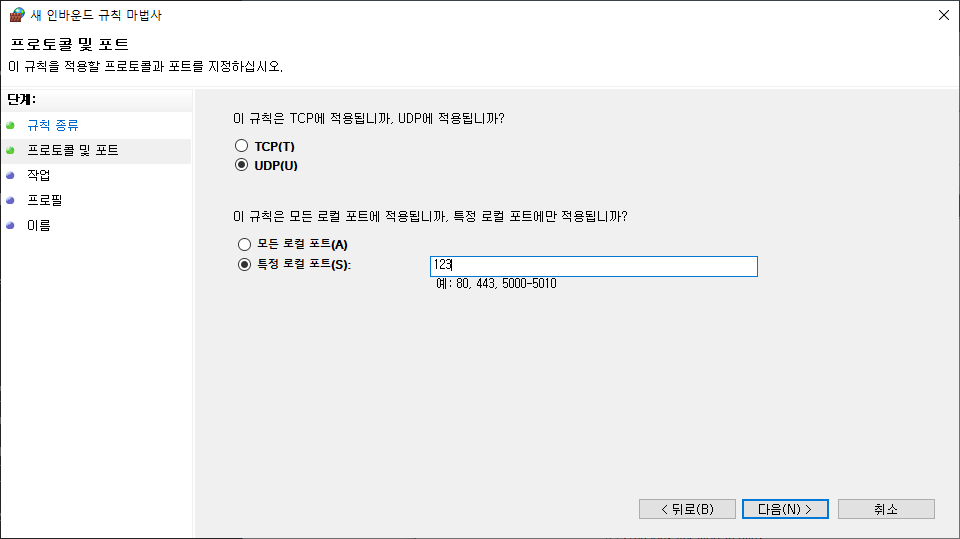 새 인바운드 규칙 마법사
프로토콜 및 포트
이 규칙을 적용할 프로토콜과 포트를 지정하십시오.
단계:
규칙 종류
프로토콜 및 포트
작업
프로필
이름
이 규칙은 TCP에 적용됩니까, UDP에 적용됩니까?
TCP(T)
UDP(U)
이 규칙은 모든 로컬 포트에 적용됩니까, 특정 로컬 포트에만 적용됩니까?
모든 로컬 포트(A)
특정 로컬 포트(S):
123
예: 80, 443, 5000-5010
< 뒤로(B)
다음(N) >
취소